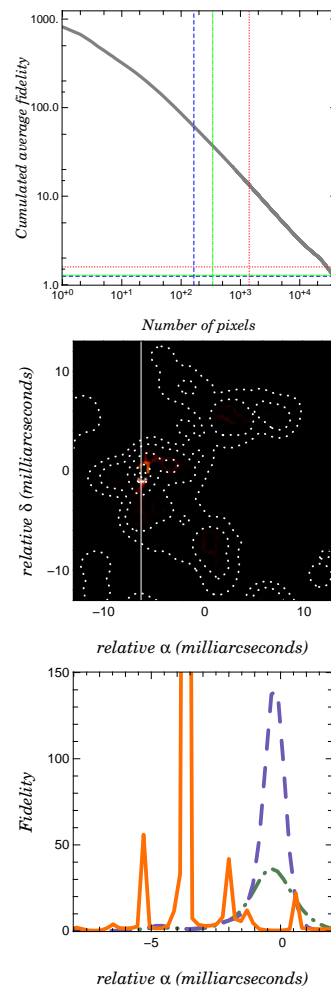 1000.
100.0
10.0
1.0
Cumulated average fidelity
10+0 10+1 10+2 10+3 10+4
Number of pixels
10
0
−10
relative δ (milliarcseconds)
−10 0 10
relative α (milliarcseconds)
150
100
50
0
Fidelity
−5 0
relative α (milliarcseconds)